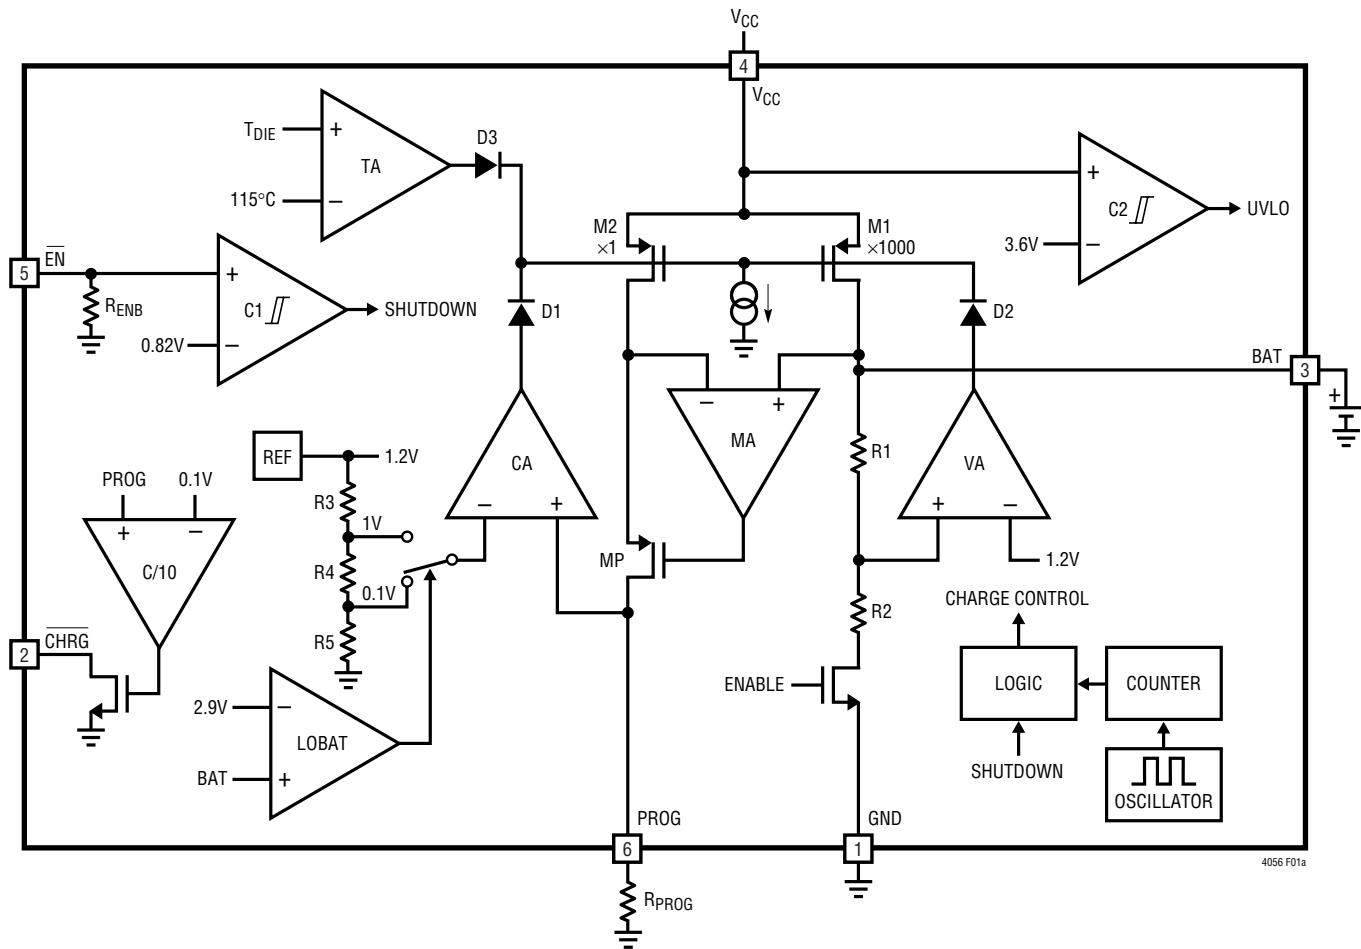 VCC
4
VCC
TDIE
+
TA
D3
115°C
−
M2
×1
M1
×1000
+
C2
UVLO
3.6V
−
EN
5
+
RENB
C1
SHUTDOWN
0.82V
−
D1
D2
BAT
3
+
− +
MA
REF
1.2V
CA
− +
R1
VA
+ −
1.2V
PROG 0.1V
+ −
C/10
R3
1V
R4
0.1V
R5
MP
R2
CHRG
2
2.9V
−
LOBAT
BAT
+
ENABLE
CHARGE CONTROL
LOGIC
COUNTER
SHUTDOWN
OSCILLATOR
PROG
6
GND
1
RPROG
4056 F01a